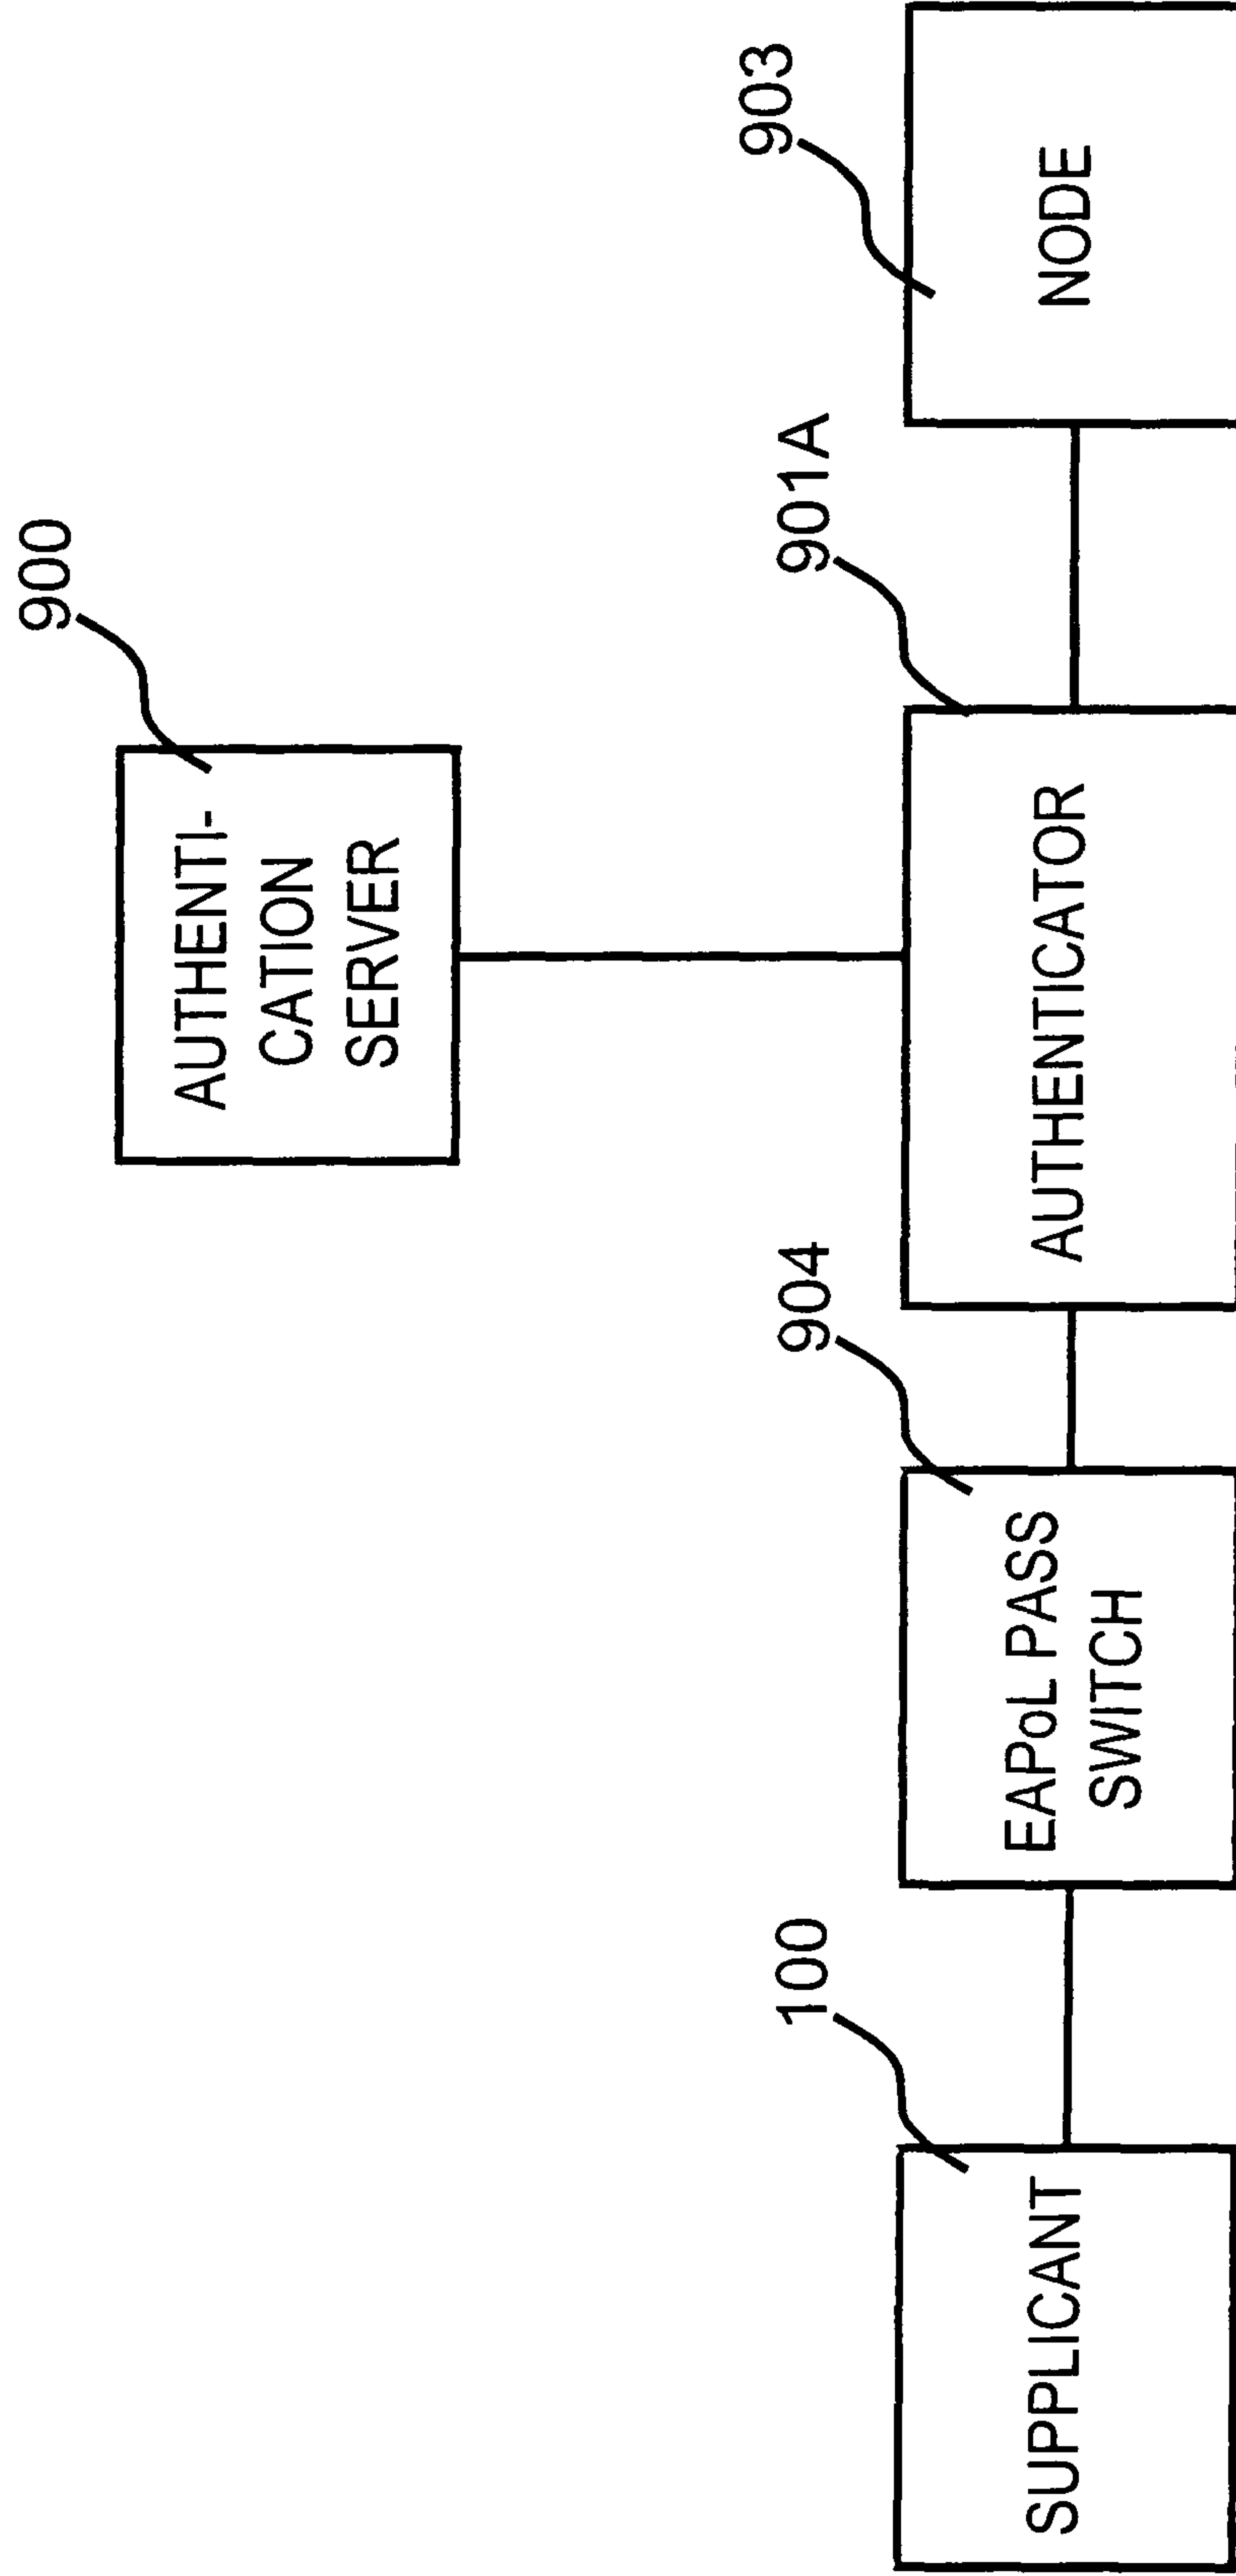 900
AUTHENTI-
CATION
SERVER
100
SUPPLICANT
904
EAPoL PASS
SWITCH
901A
AUTHENTICATOR
903
NODE